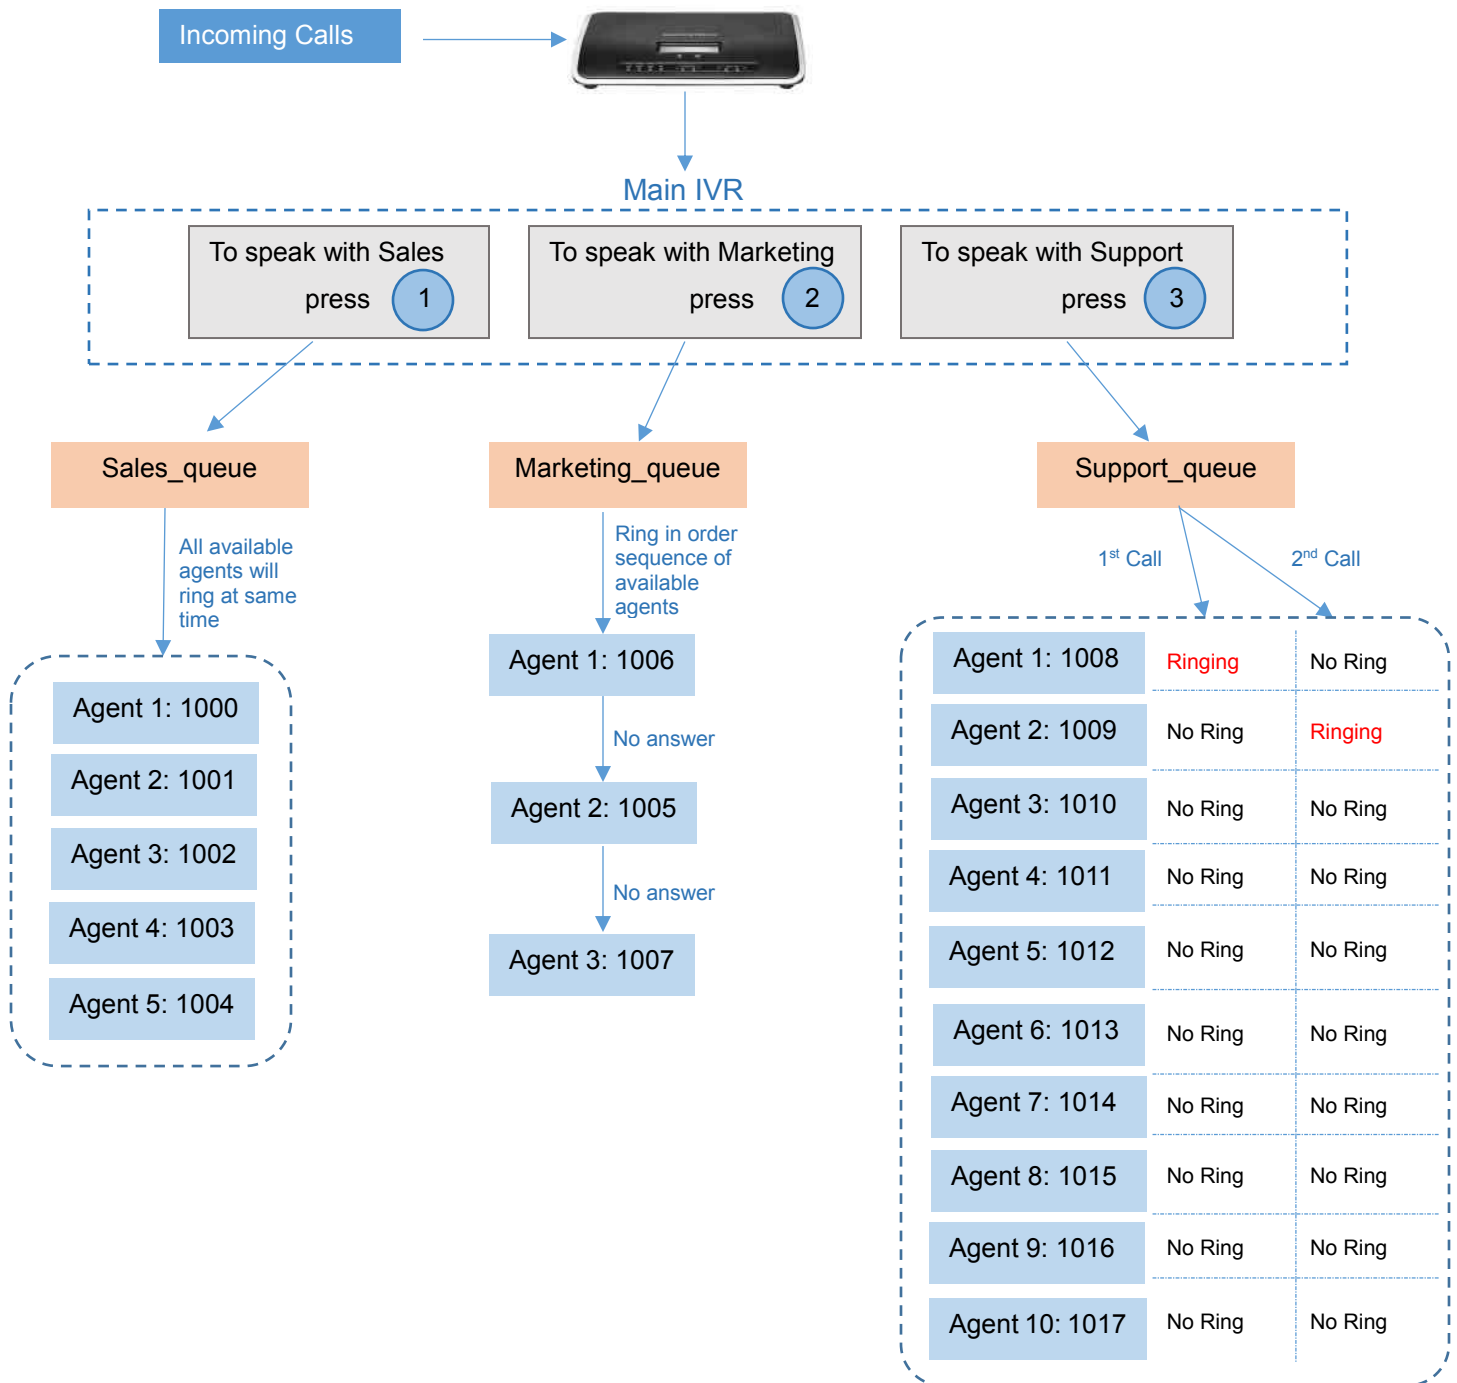 Incoming Calls
Main IVR
To speak with Sales
press 1
To speak with Marketing
press 2
To speak with Support
press 3
Sales_queue
All available
agents will
ring at same
time
Agent 1: 1000
Agent 2: 1001
Agent 3: 1002
Agent 4: 1003
Agent 5: 1004
Marketing_queue
Ring in order
sequence of
available
agents
Agent 1: 1006
No answer
Agent 2: 1005
No answer
Agent 3: 1007
Support_queue
1st Call 2nd Call
Agent 1: 1008 Ringing No Ring
Agent 2: 1009 No Ring Ringing
Agent 3: 1010 No Ring No Ring
Agent 4: 1011 No Ring No Ring
Agent 5: 1012 No Ring No Ring
Agent 6: 1013 No Ring No Ring
Agent 7: 1014 No Ring No Ring
Agent 8: 1015 No Ring No Ring
Agent 9: 1016 No Ring No Ring
Agent 10: 1017 No Ring No Ring